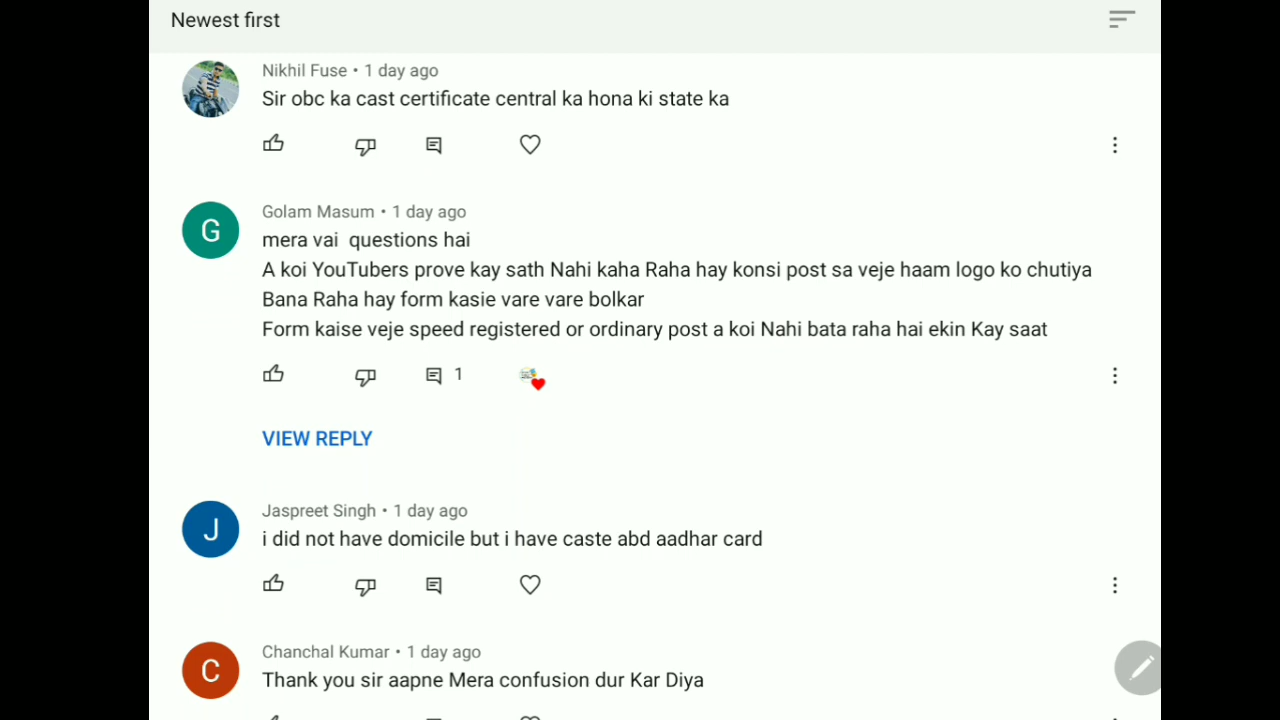 Newest first
Nikhil Fuse • 1 day ago
Sir obc ka cast certificate central ka hona ki state ka
G
Golam Masum • 1 day ago
mera vai questions hai
A koi YouTubers prove kay sath Nahi kaha Raha hay konsi post sa veje haam logo ko chutiya
Bana Raha hay form kasie vare vare bolkar
Form kaise veje speed registered or ordinary post a koi Nahi bata raha hai ekin Kay saat
1
VIEW REPLY
J
Jaspreet Singh • 1 day ago
i did not have domicile but i have caste abd aadhar card
C
Chanchal Kumar • 1 day ago
Thank you sir aapne Mera confusion dur Kar Diya